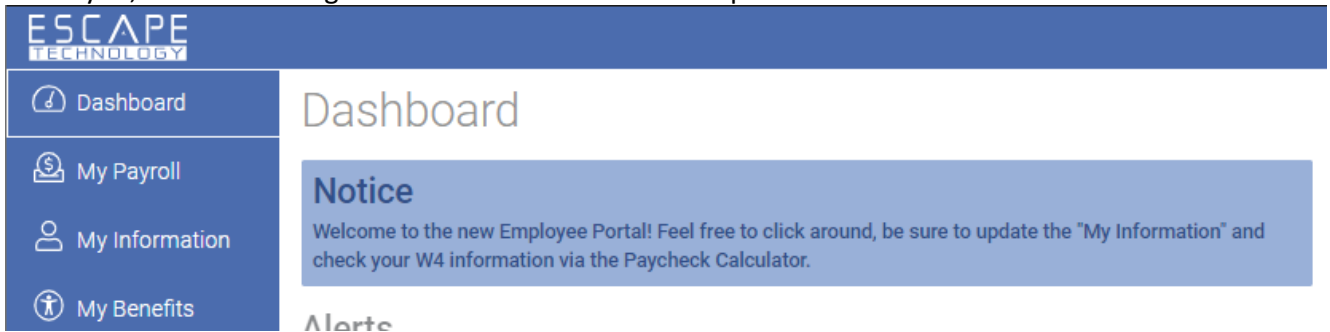 ESCAPE
TECHNOLOGY
Dashboard
My Payroll
My Information
My Benefits
Dashboard
Notice
Welcome to the new Employee Portal! Feel free to click around, be sure to update the "My Information" and
check your W4 information via the Paycheck Calculator.
Alerts